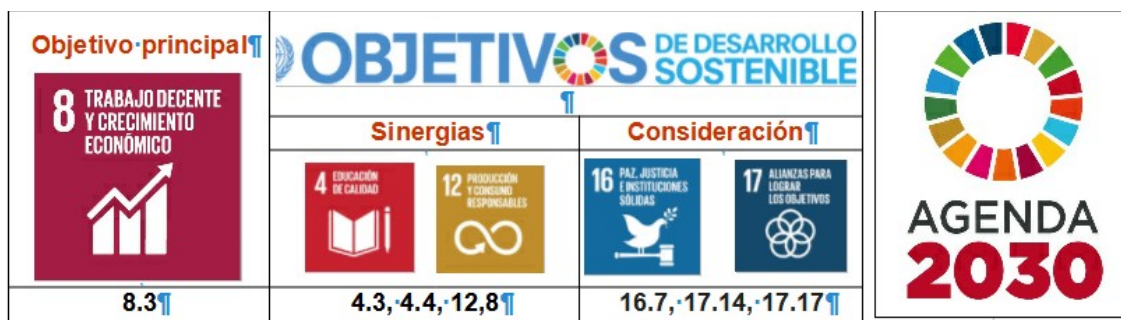 Objetivo·principal¶
8 TRABAJO DECENTE
Y CRECIMIENTO
ECONÓMICO
8.3¶
OBJETIVOS DE DESARROLLO
SOSTENIBLE
¶
Sinergias¶
4 EDUCACIÓN
DE CALIDAD
12 PRODUCCIÓN
Y CONSUMO
RESPONSABLES
4.3,·4.4,·12,8¶
Consideración¶
16 PAZ, JUSTICIA
E INSTITUCIONES
SÓLIDAS
17 ALIANZAS PARA
LOGRAR
LOS OBJETIVOS
16.7,·17.14,·17.17¶
AGENDA
2030